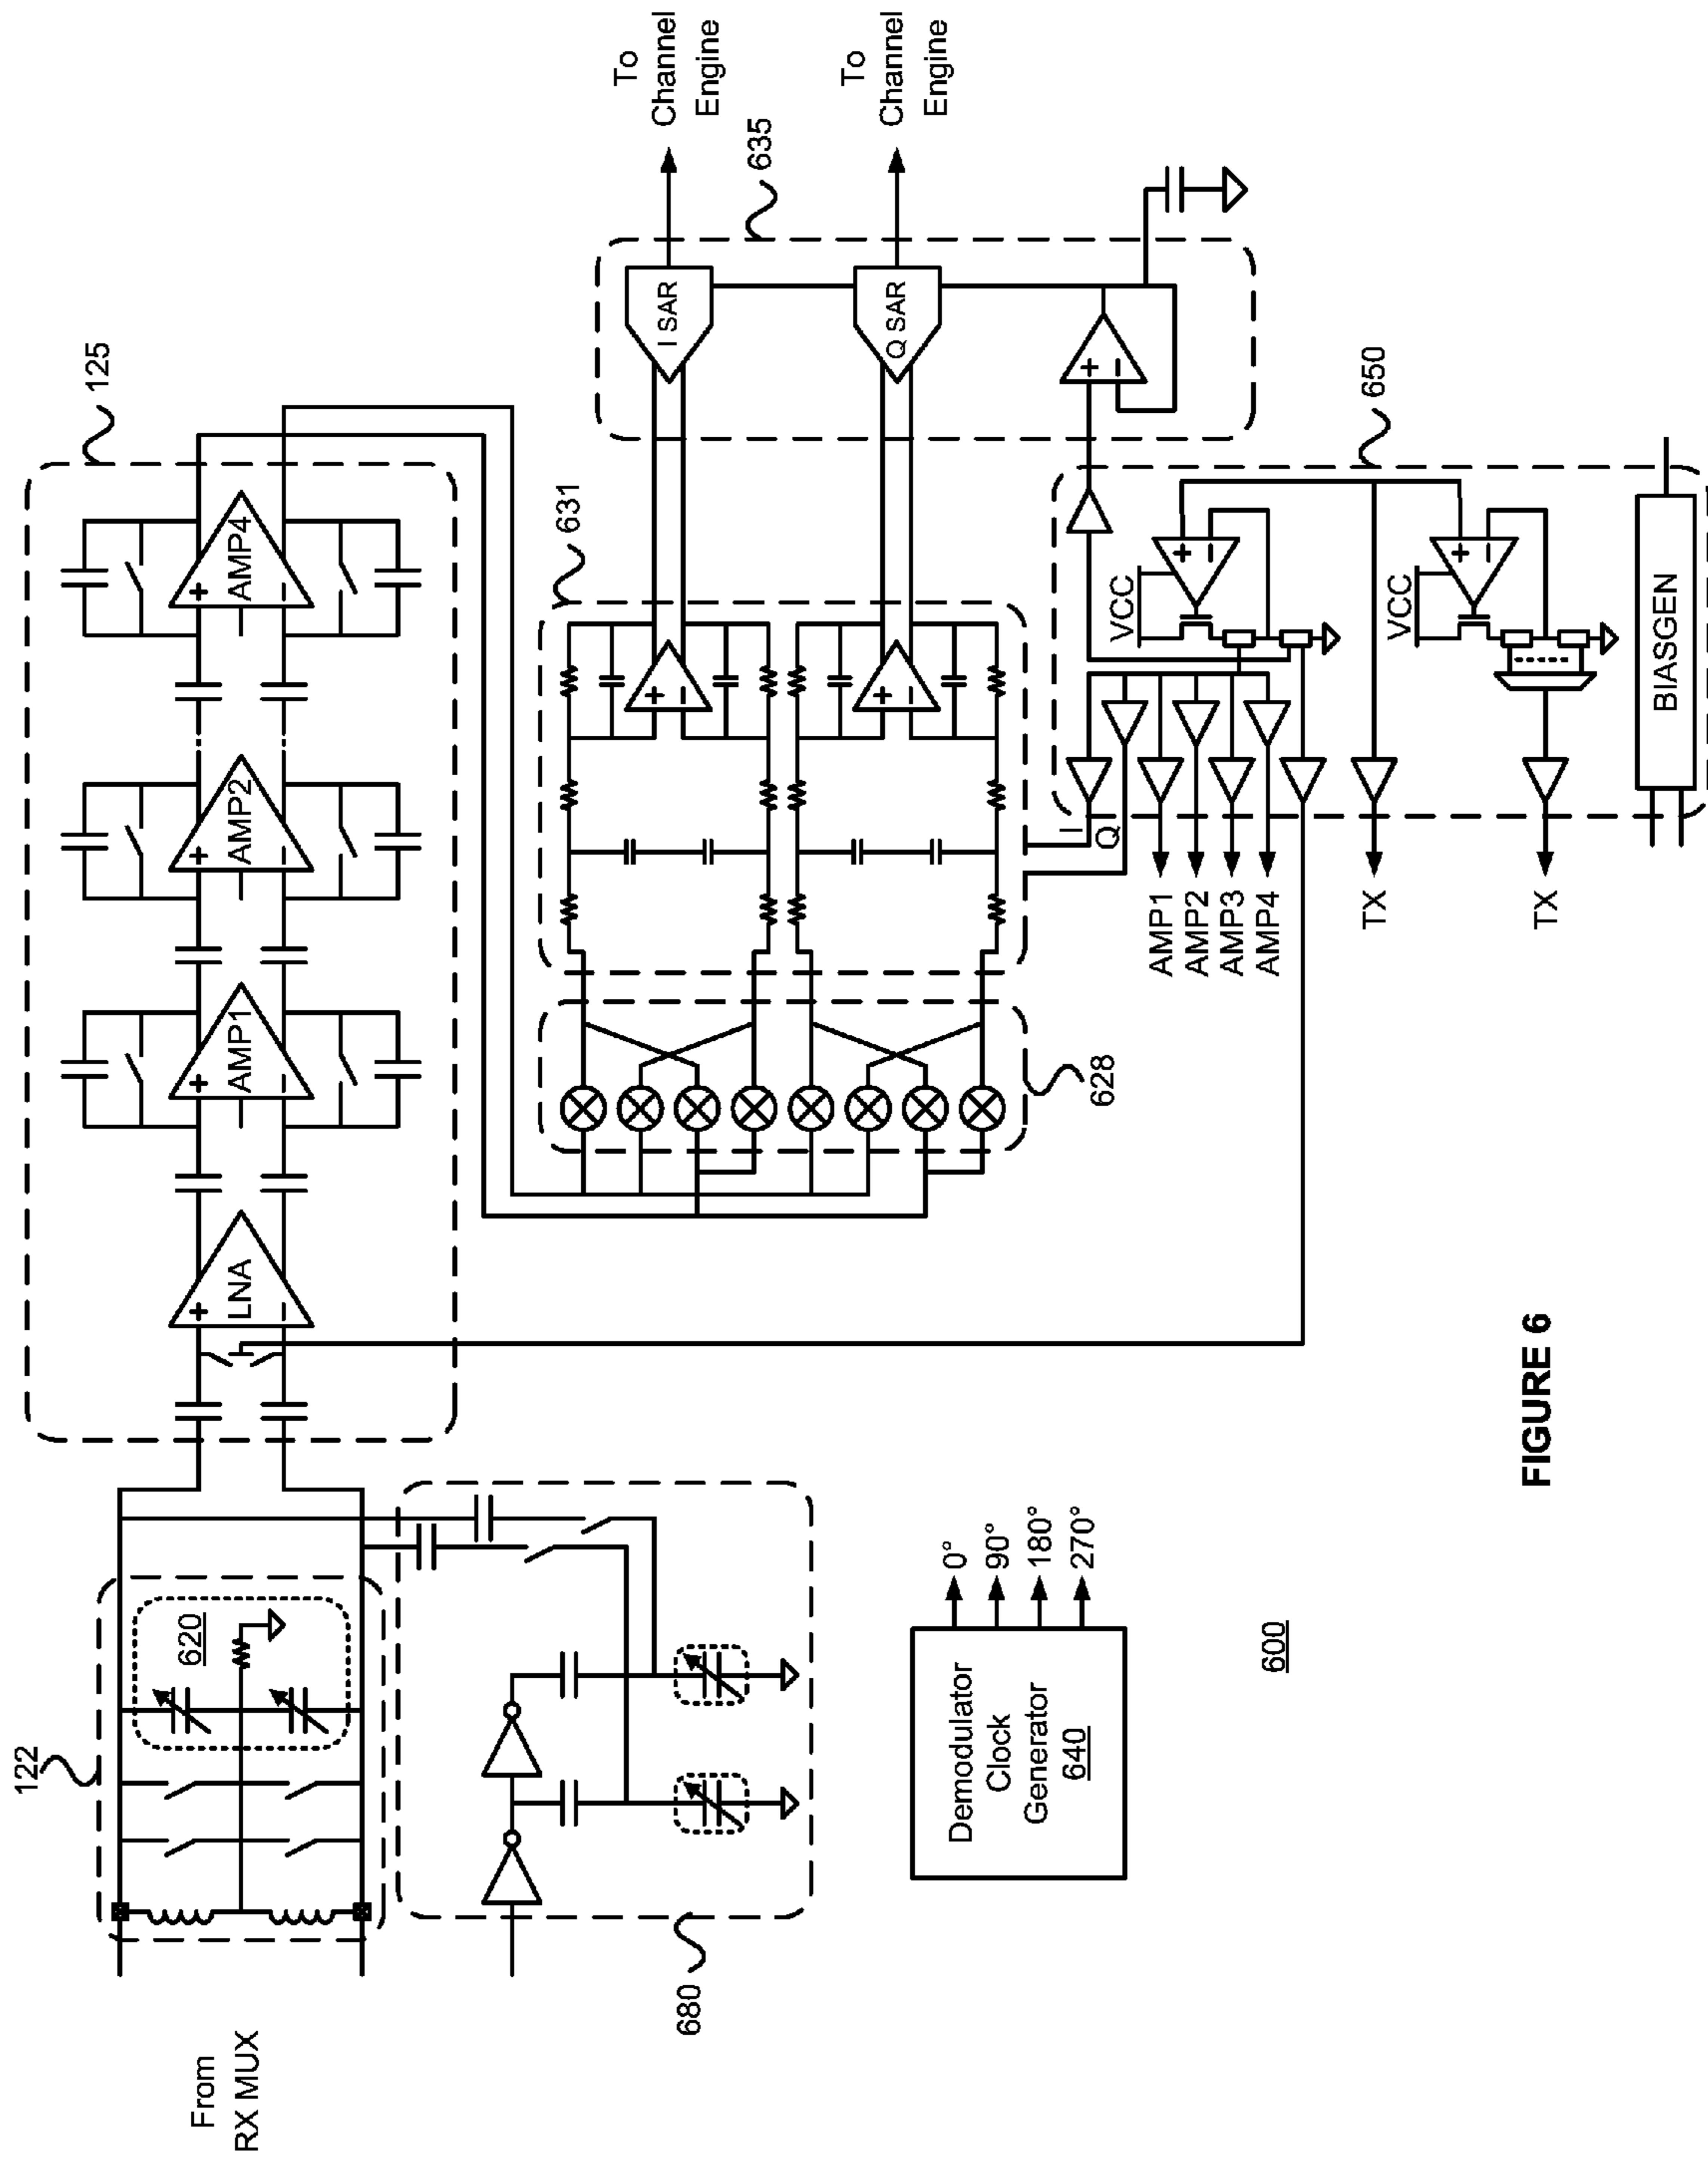 From
RX MUX
122
620
680
LNA
+
−
AMP1
+
−
AMP2
+
−
AMP4
+
−
125
Demodulator
Clock
Generator
640
0°
90°
180°
270°
628
631
+
−
+
−
I SAR
Q SAR
635
+
−
To
Channel
Engine
To
Channel
Engine
I
Q
AMP1
AMP2
AMP3
AMP4
TX
TX
VCC
+
−
VCC
+
−
650
BIASGEN
600
FIGURE 6